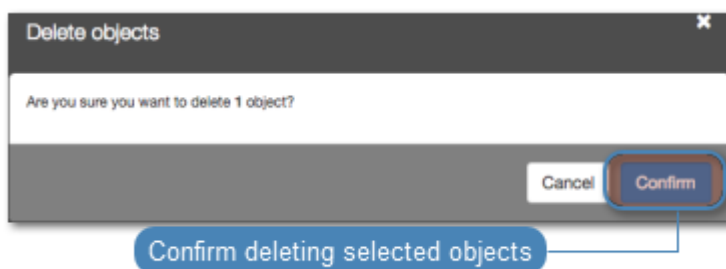 Delete objects
Are you sure you want to delete 1 object?
Cancel Confirm
Confirm deleting selected objects